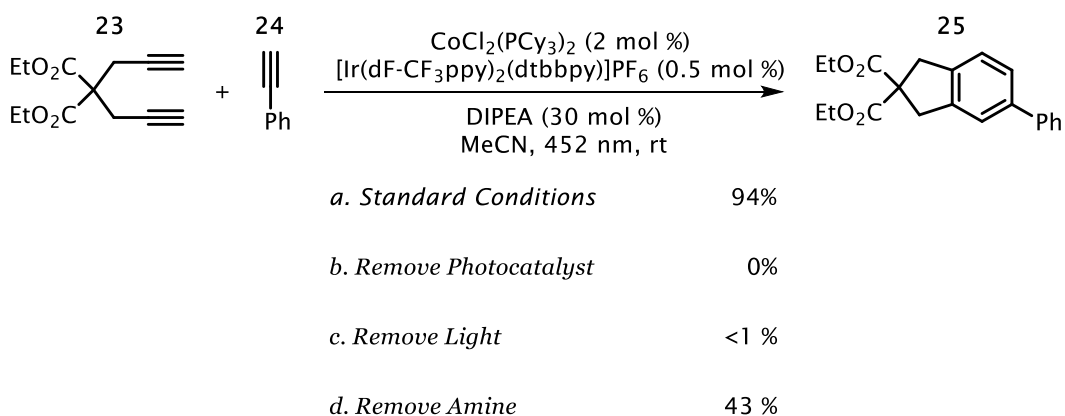 23
24
25
CoCl₂(PCy₃)₂ (2 mol %)
[Ir(dF-CF₃ppy)₂(dtbbpy)]PF₆ (0.5 mol %)
EtO₂C
EtO₂C
+
Ph
DIPEA (30 mol %)
MeCN, 452 nm, rt
EtO₂C
EtO₂C
Ph
a. Standard Conditions 94%
b. Remove Photocatalyst 0%
c. Remove Light <1 %
d. Remove Amine 43 %